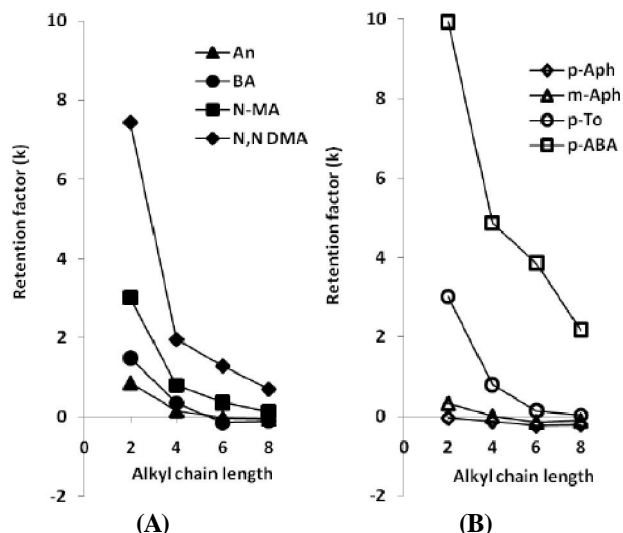 10
8
6
4
2
0
-2
Retention factor (k)
An
BA
N-MA
N,N DMA
0 2 4 6 8
Alkyl chain length
(A)
10
8
6
4
2
0
-2
Retention factor (k)
p-Aph
m-Aph
p-To
p-ABA
0 2 4 6 8
Alkyl chain length
(B)